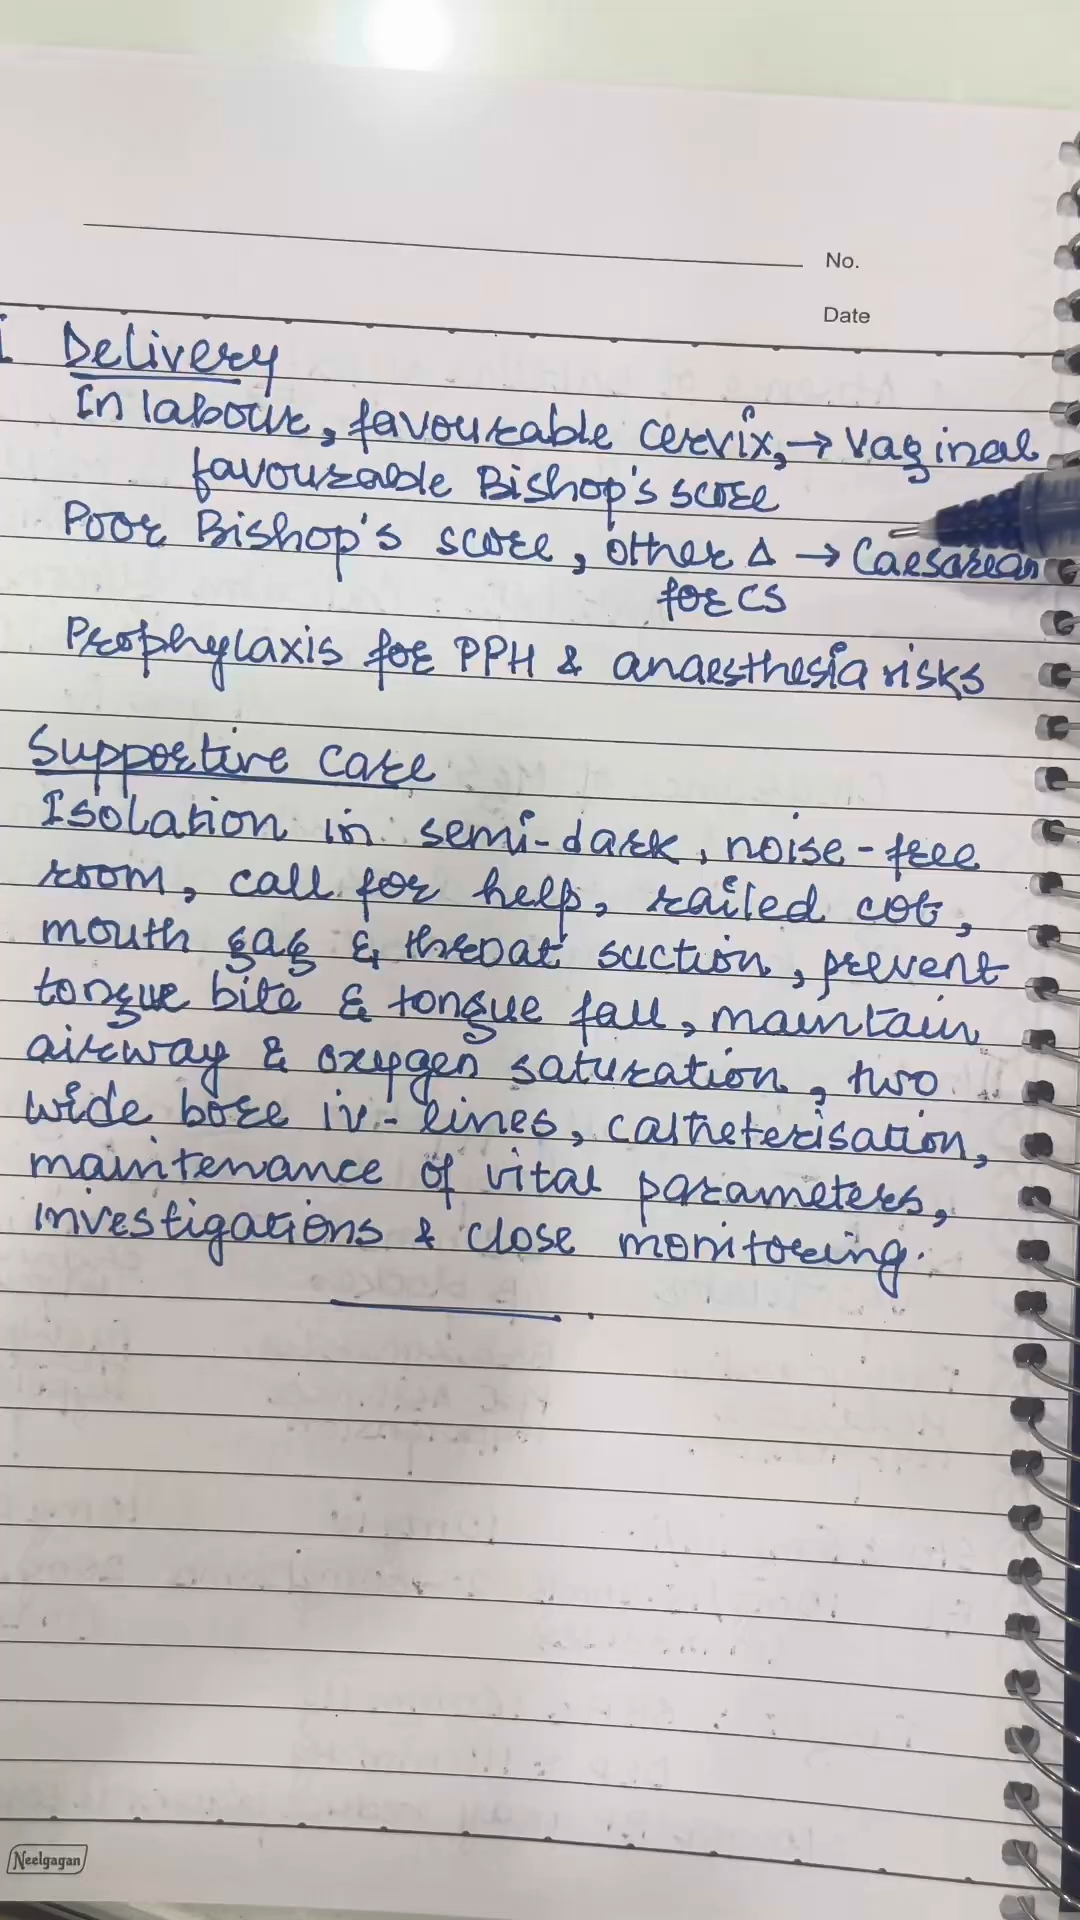 No.
Date
I Delivery
In labour, favourable cervix, → Vaginal
favourable Bishop's score
Poor Bishop's score, other Δ → Caesarean
for CS
Prophylaxis for PPH & anaesthesia risks
Supportive care
Isolation in semi-dark, noise-free
room, call for help, railed cot,
mouth gag & throat suction, prevent
tongue bite & tongue fall, maintain
airway & oxygen saturation, two
wide bore iv-lines, catheterisation,
maintenance of vital parameters,
investigations & close monitoring.
Neelgagan